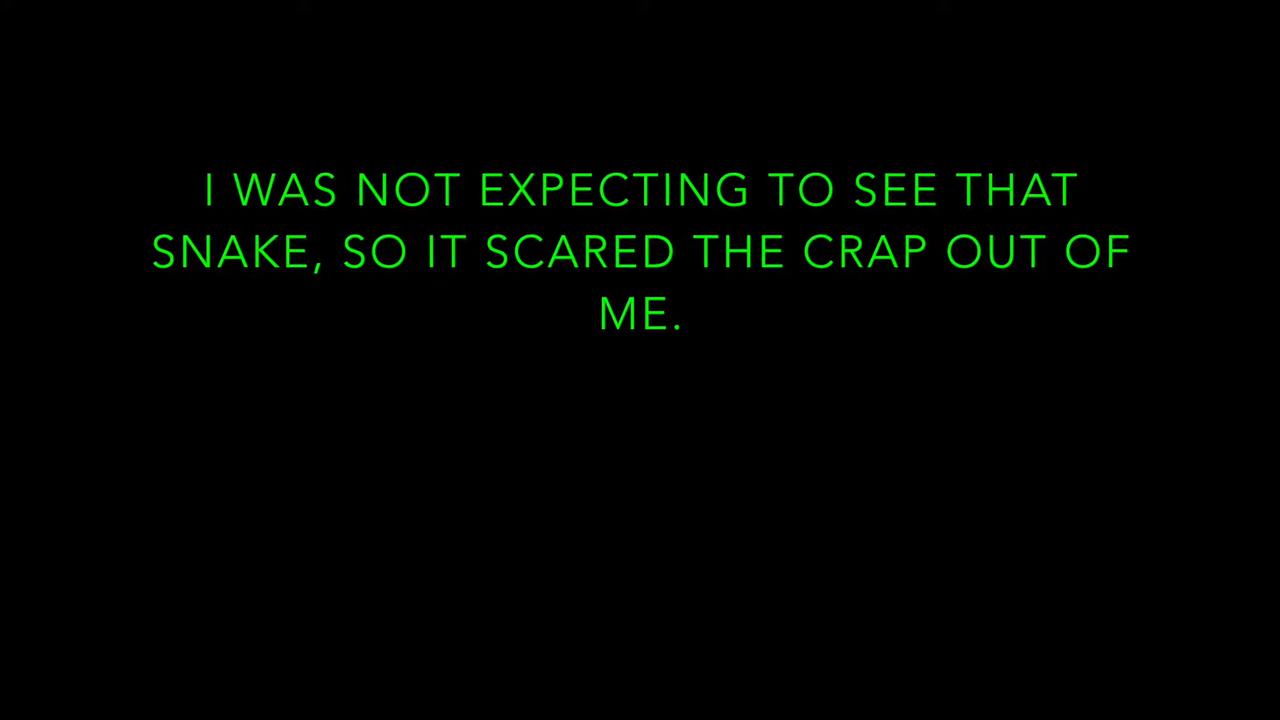 I WAS NOT EXPECTING TO SEE THAT
SNAKE, SO IT SCARED THE CRAP OUT OF
ME.